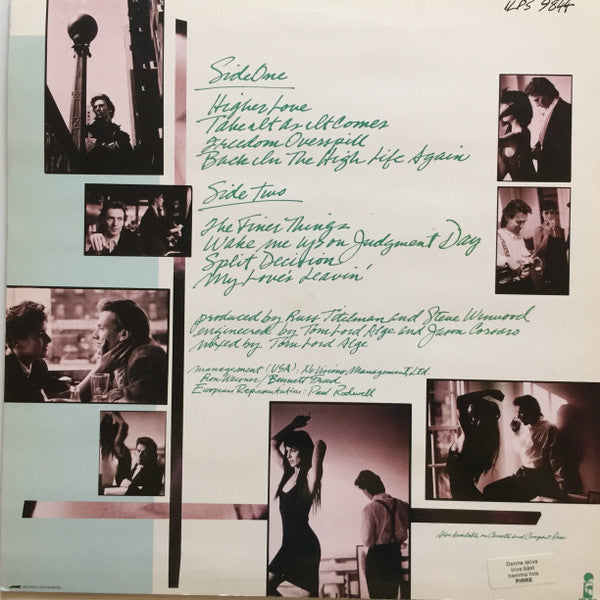 ILPS 9844
Side One
Higher Love
Take It As It Comes
Freedom Overspill
Back In The High Life Again
Side Two
The Finer Things
Wake me up on Judgment Day
Split Decision
My Love's Leavin'
produced by Russ Titelman and Steve Winwood
engineered by Tom Lord Alge and Jason Corsaro
mixed by Tom Lord Alge
management (USA): No Visions Management, Ltd.
Ron Weisner / Bennett Freed
European Representation: Paul Rodwell
Also Available on Cassette and Compact Disc
Denna skiva
trivs bäst
hemma hos
PIRRE